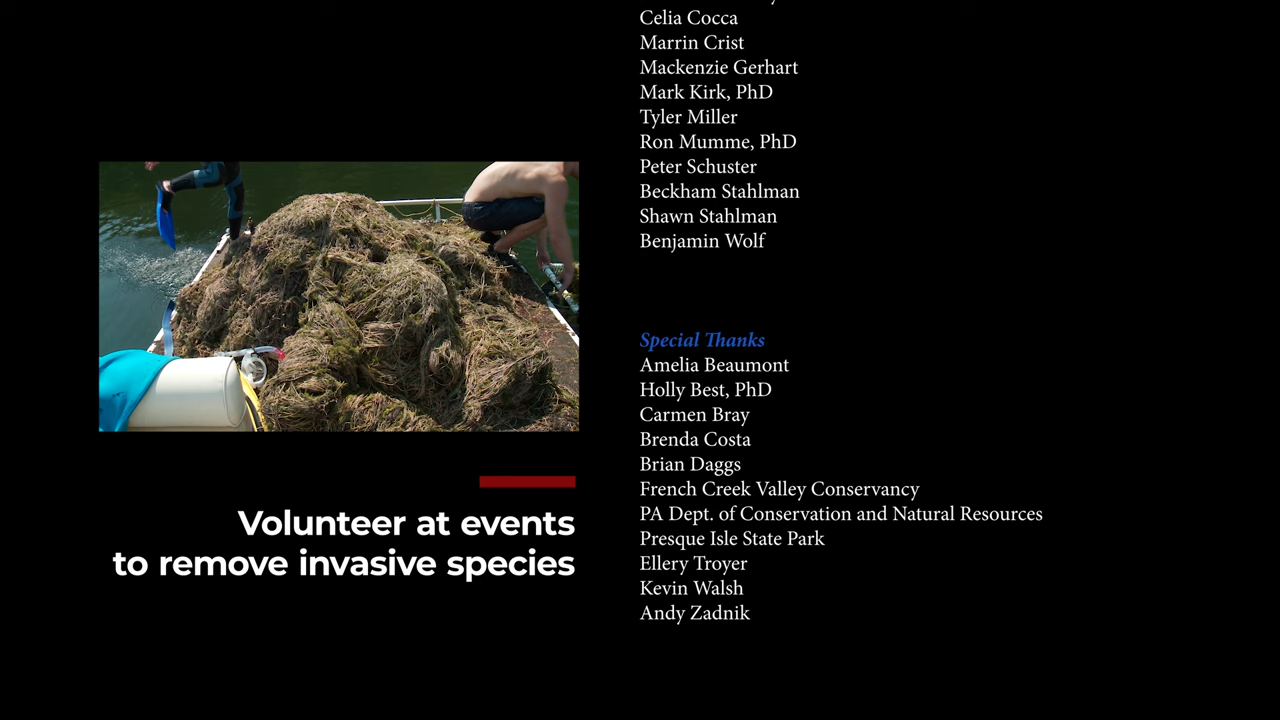 Celia Cocca
Marrin Crist
Mackenzie Gerhart
Mark Kirk, PhD
Tyler Miller
Ron Mumme, PhD
Peter Schuster
Beckham Stahlman
Shawn Stahlman
Benjamin Wolf
Special Thanks
Amelia Beaumont
Holly Best, PhD
Carmen Bray
Brenda Costa
Brian Daggs
French Creek Valley Conservancy
PA Dept. of Conservation and Natural Resources
Presque Isle State Park
Ellery Troyer
Kevin Walsh
Andy Zadnik
Volunteer at events
to remove invasive species